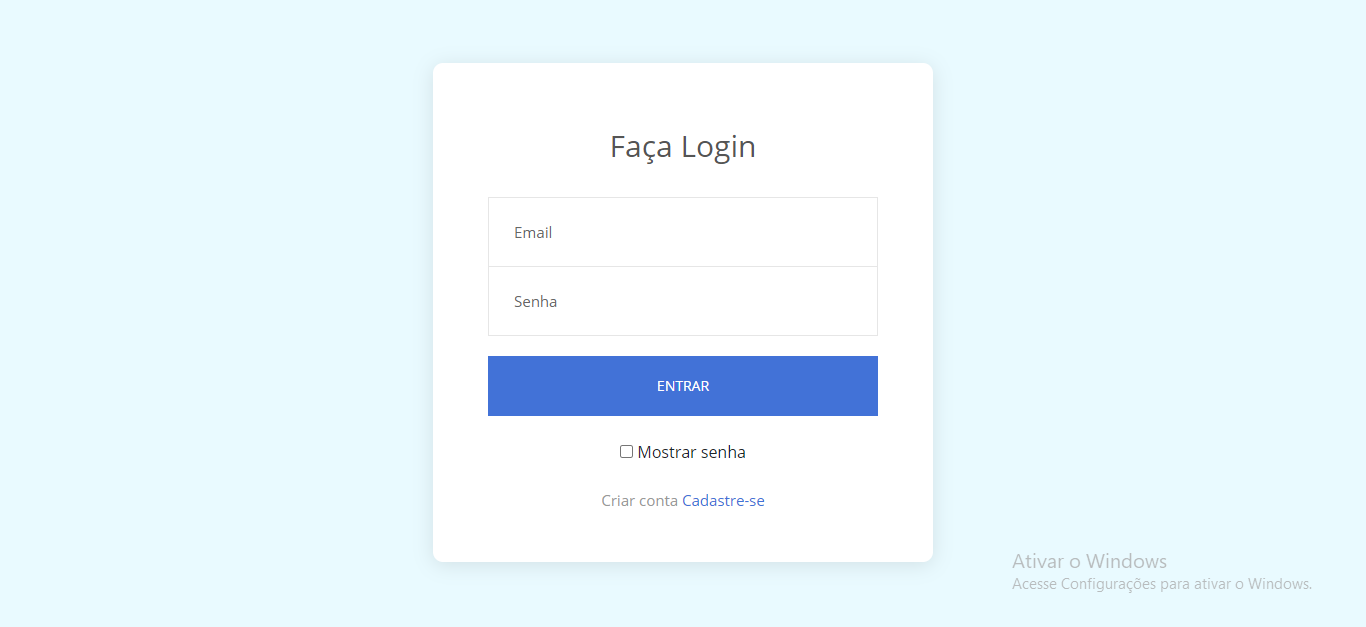 Faça Login
Email
Senha
ENTRAR
Mostrar senha
Criar conta Cadastre-se
Ativar o Windows
Acesse Configurações para ativar o Windows.